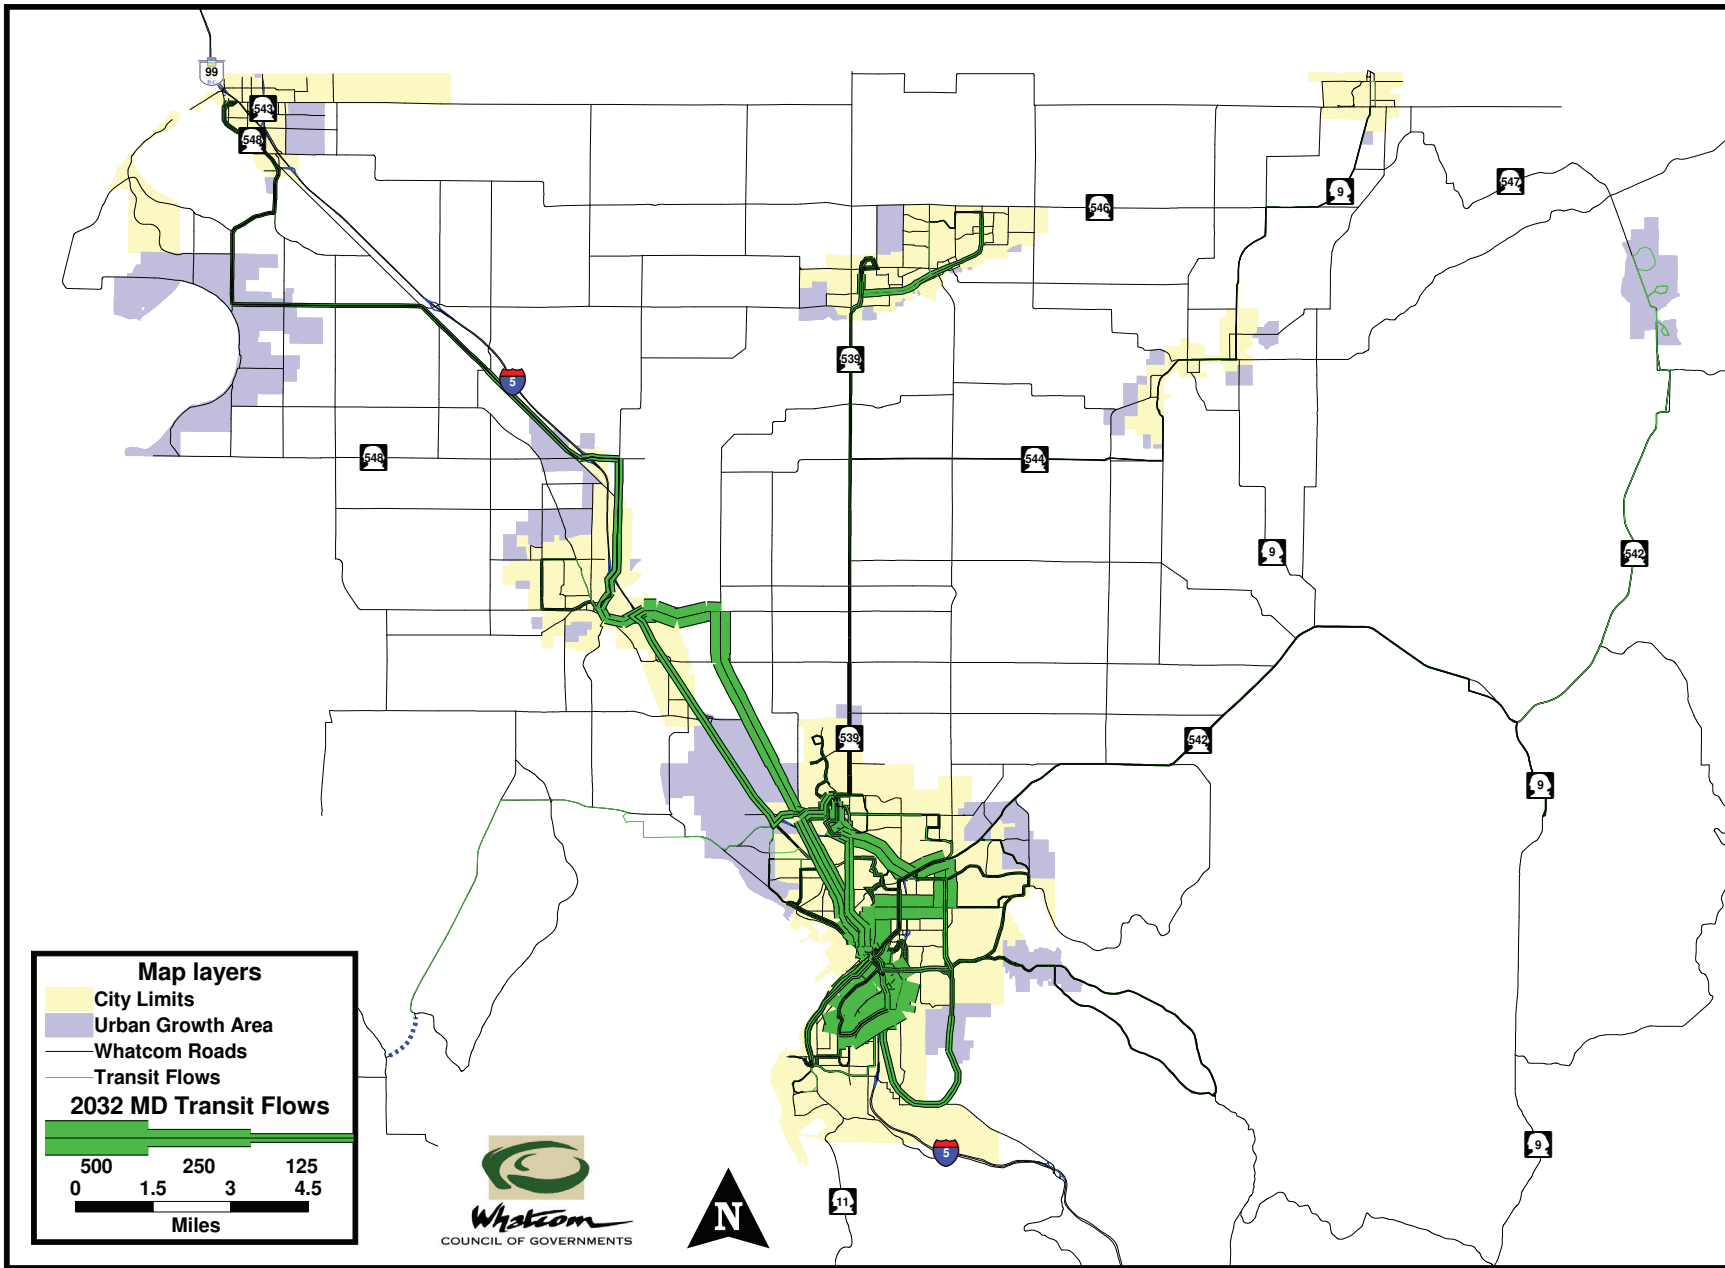 99
543
548
547
9
546
539
5
548
544
9
542
539
542
9
Map layers
City Limits
Urban Growth Area
Whatcom Roads
Transit Flows
2032 MD Transit Flows
500 250 125
0 1.5 3 4.5
Miles
Whatcom
COUNCIL OF GOVERNMENTS
N
5
11
9